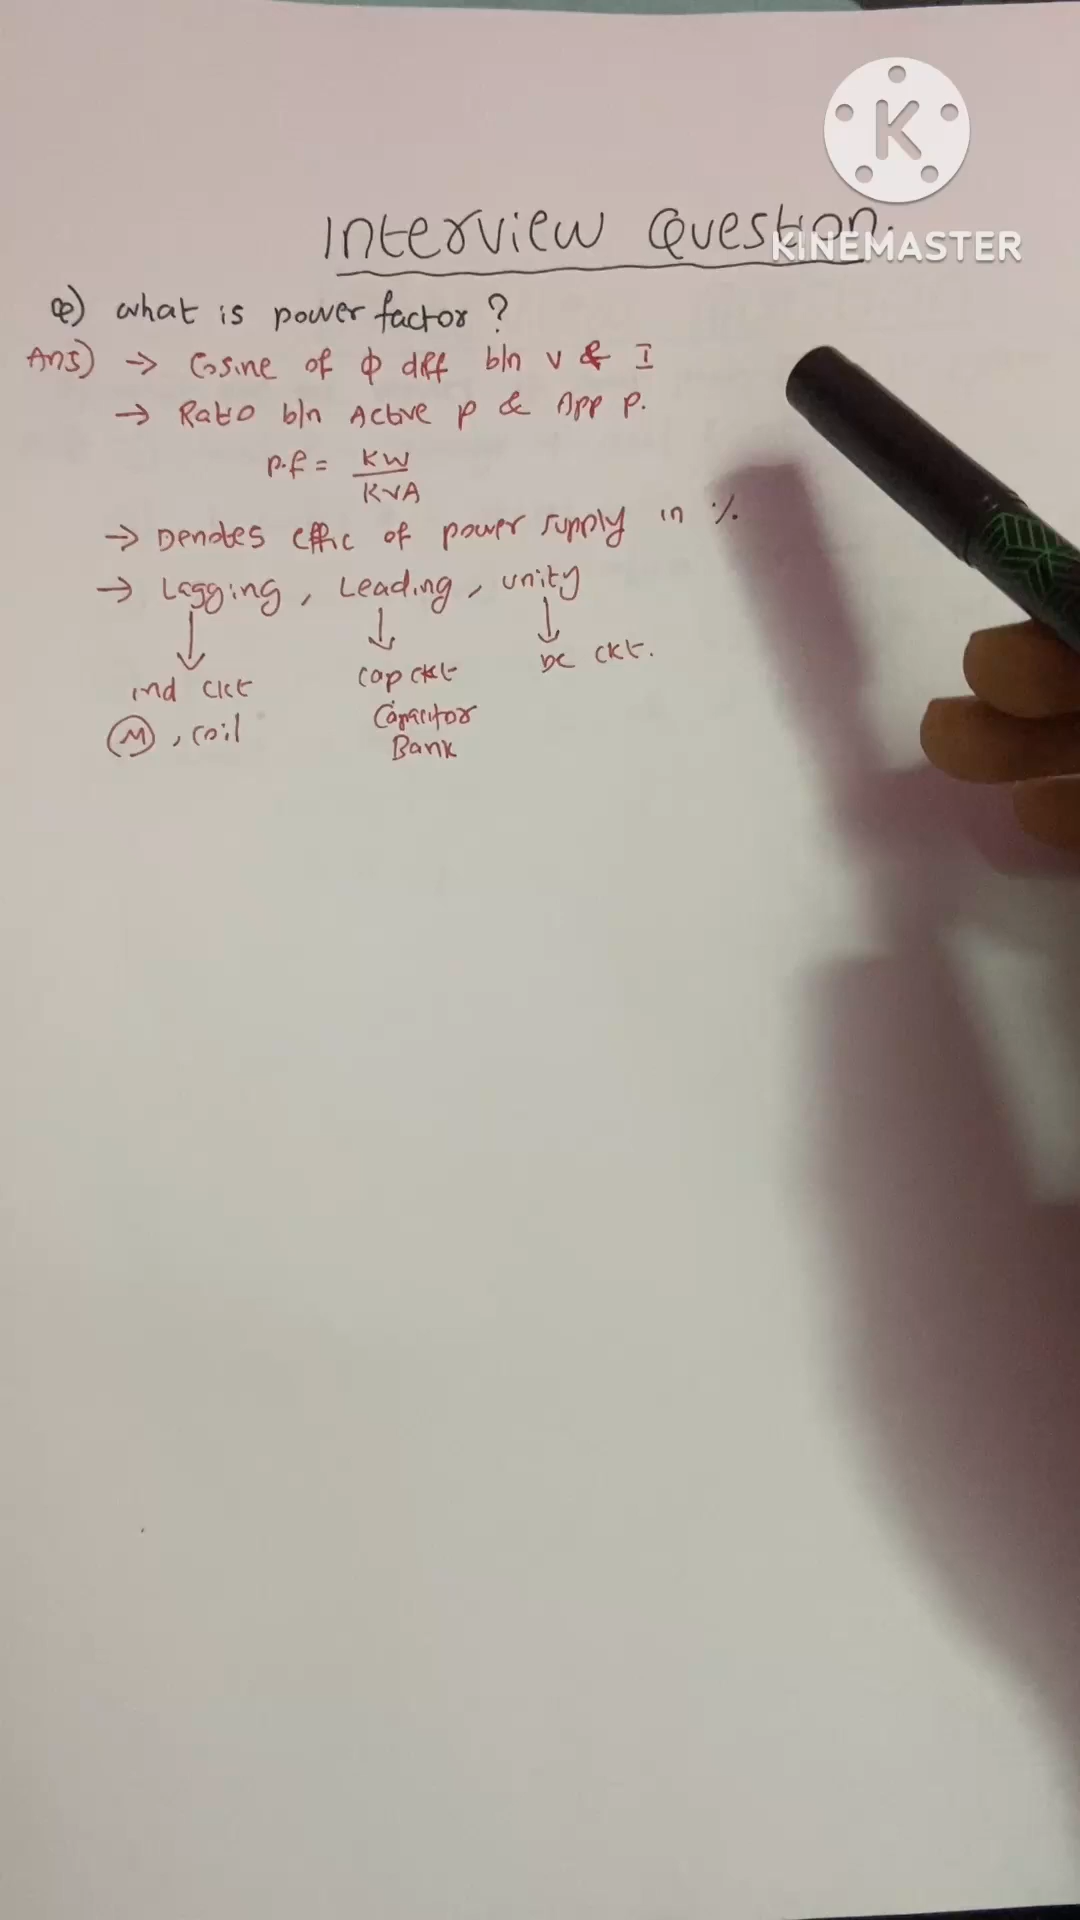 Interview Question.
KINEMASTER
Q) what is power factor ?
Ans) → Cosine of ϕ diff b/n V & I
→ Ratio b/n Active P & App P.
P.f = KW / KVA
→ Denotes effic of power supply in %.
→ Lagging, Leading, unity
ind ckt cap ckt DC ckt.
M, coil Capacitor
Bank